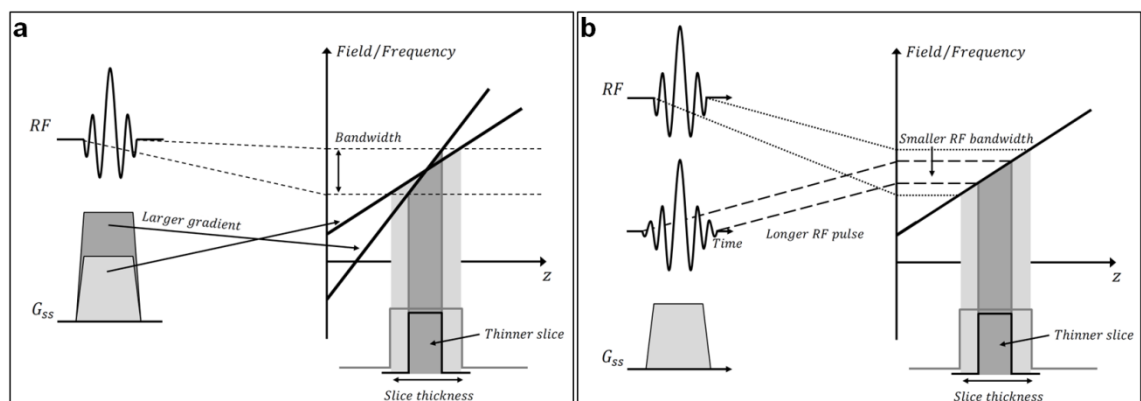 a
Field/Frequency
RF
Bandwidth
Larger gradient
z
G_ss
Thinner slice
Slice thickness
b
Field/Frequency
RF
Smaller RF bandwidth
Time
Longer RF pulse
z
G_ss
Thinner slice
Slice thickness